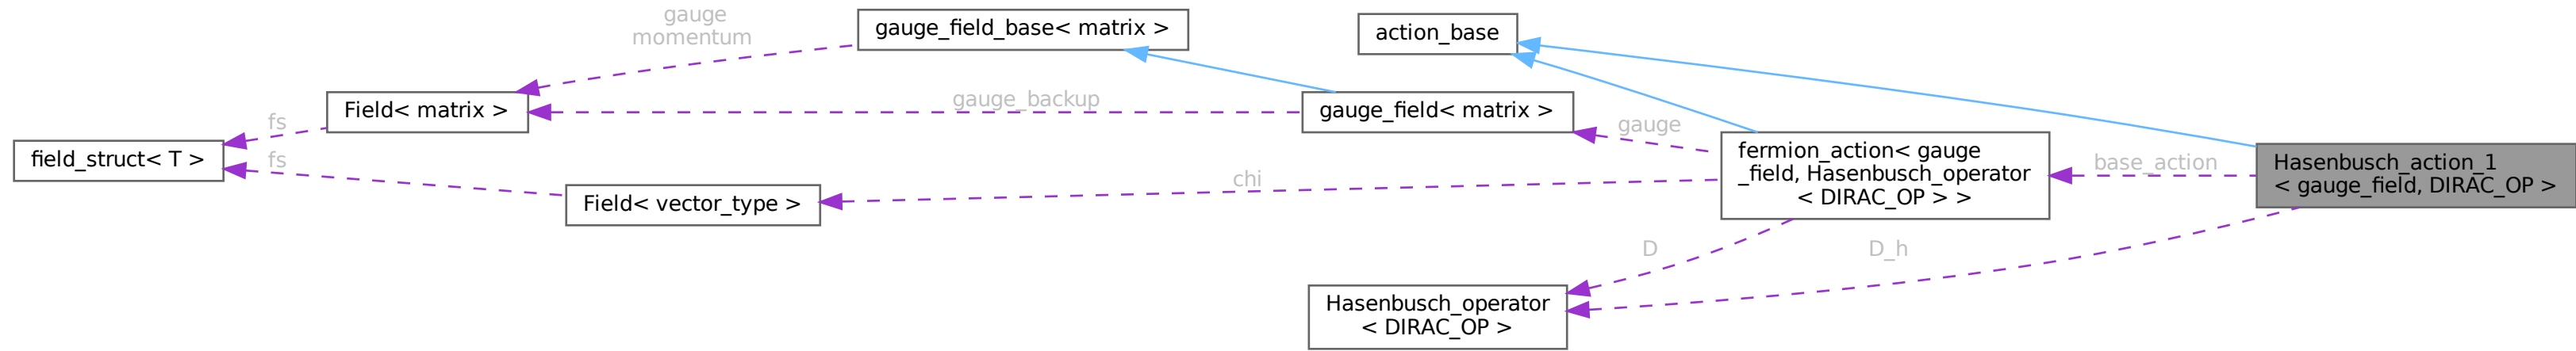 gauge
momentum
gauge_field_base< matrix >
action_base
Field< matrix >
gauge_backup
gauge_field< matrix >
fs
field_struct< T >
fs
gauge
fermion_action< gauge
_field, Hasenbusch_operator
< DIRAC_OP > >
base_action
Hasenbusch_action_1
< gauge_field, DIRAC_OP >
chi
Field< vector_type >
D
D_h
Hasenbusch_operator
< DIRAC_OP >